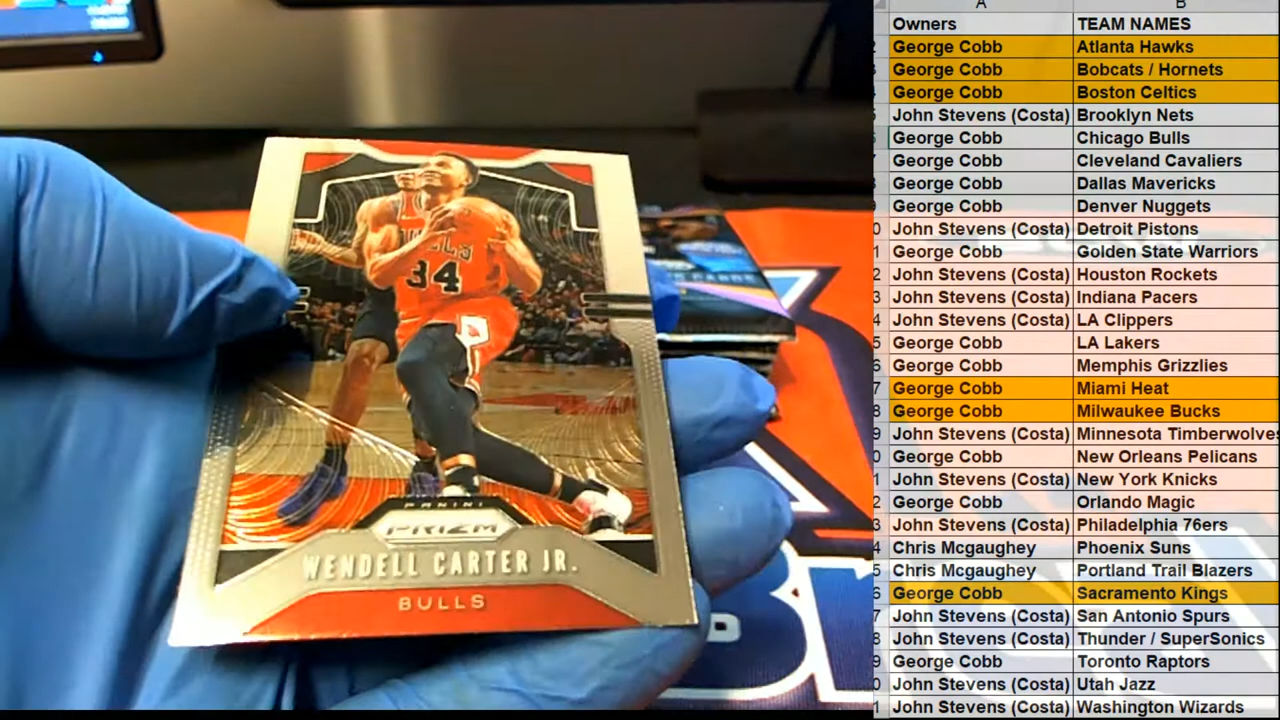 BULLS
34
PANINI
PRIZM
WENDELL CARTER JR.
BULLS
A B
Owners TEAM NAMES
George Cobb Atlanta Hawks
George Cobb Bobcats / Hornets
George Cobb Boston Celtics
John Stevens (Costa) Brooklyn Nets
George Cobb Chicago Bulls
George Cobb Cleveland Cavaliers
George Cobb Dallas Mavericks
George Cobb Denver Nuggets
John Stevens (Costa) Detroit Pistons
George Cobb Golden State Warriors
John Stevens (Costa) Houston Rockets
John Stevens (Costa) Indiana Pacers
John Stevens (Costa) LA Clippers
George Cobb LA Lakers
George Cobb Memphis Grizzlies
George Cobb Miami Heat
George Cobb Milwaukee Bucks
John Stevens (Costa) Minnesota Timberwolves
George Cobb New Orleans Pelicans
John Stevens (Costa) New York Knicks
George Cobb Orlando Magic
John Stevens (Costa) Philadelphia 76ers
Chris Mcgaughey Phoenix Suns
Chris Mcgaughey Portland Trail Blazers
George Cobb Sacramento Kings
John Stevens (Costa) San Antonio Spurs
John Stevens (Costa) Thunder / SuperSonics
George Cobb Toronto Raptors
John Stevens (Costa) Utah Jazz
John Stevens (Costa) Washington Wizards